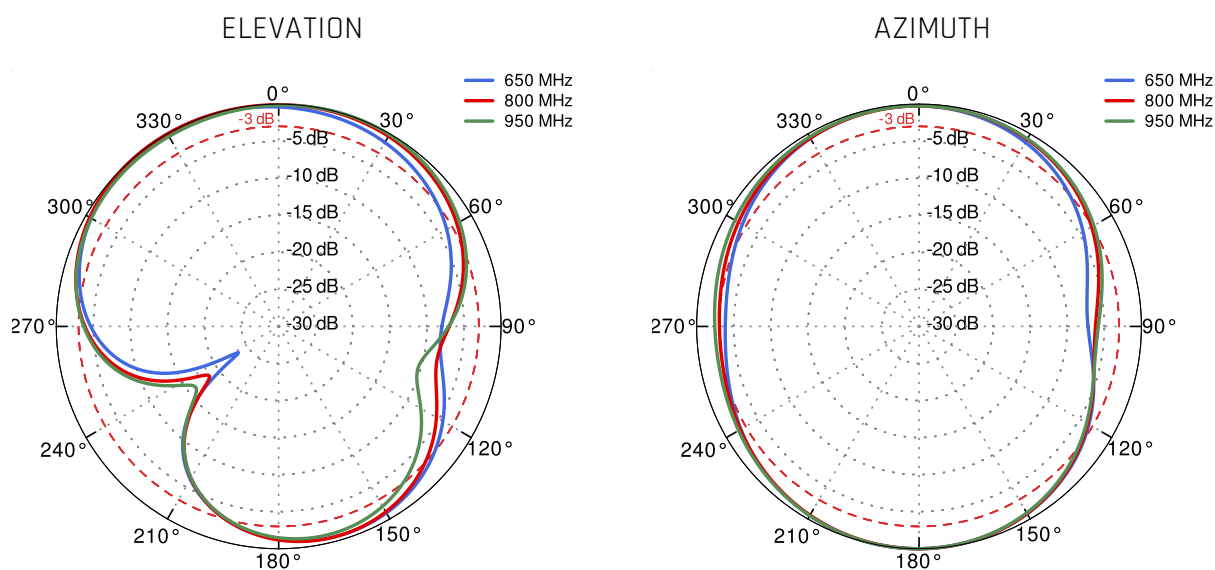 ELEVATION
650 MHz
800 MHz
950 MHz
0°
330°
-3 dB
30°
-5 dB
-10 dB
300°
60°
-15 dB
-20 dB
-25 dB
270°
-30 dB
90°
240°
120°
210°
150°
180°
AZIMUTH
650 MHz
800 MHz
950 MHz
0°
330°
-3 dB
30°
-5 dB
-10 dB
300°
60°
-15 dB
-20 dB
-25 dB
270°
-30 dB
90°
240°
120°
210°
150°
180°